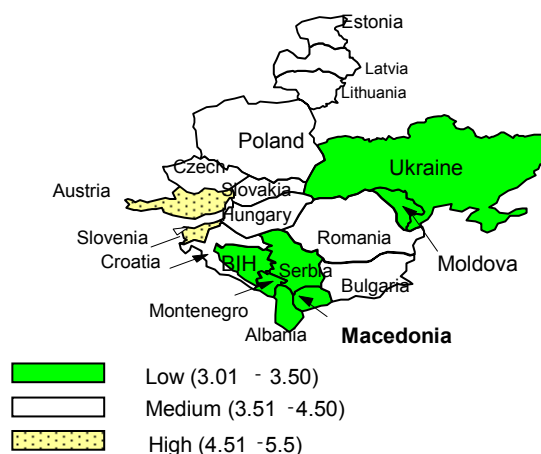 Estonia
Latvia
Lithuania
Poland
Czech
Ukraine
Slovakia
Austria
Hungary
Slovenia
Romania
Croatia
BIH
Serbia
Moldova
Bulgaria
Montenegro
Albania
Macedonia
Low (3.01 - 3.50)
Medium (3.51 -4.50)
High (4.51 -5.5)